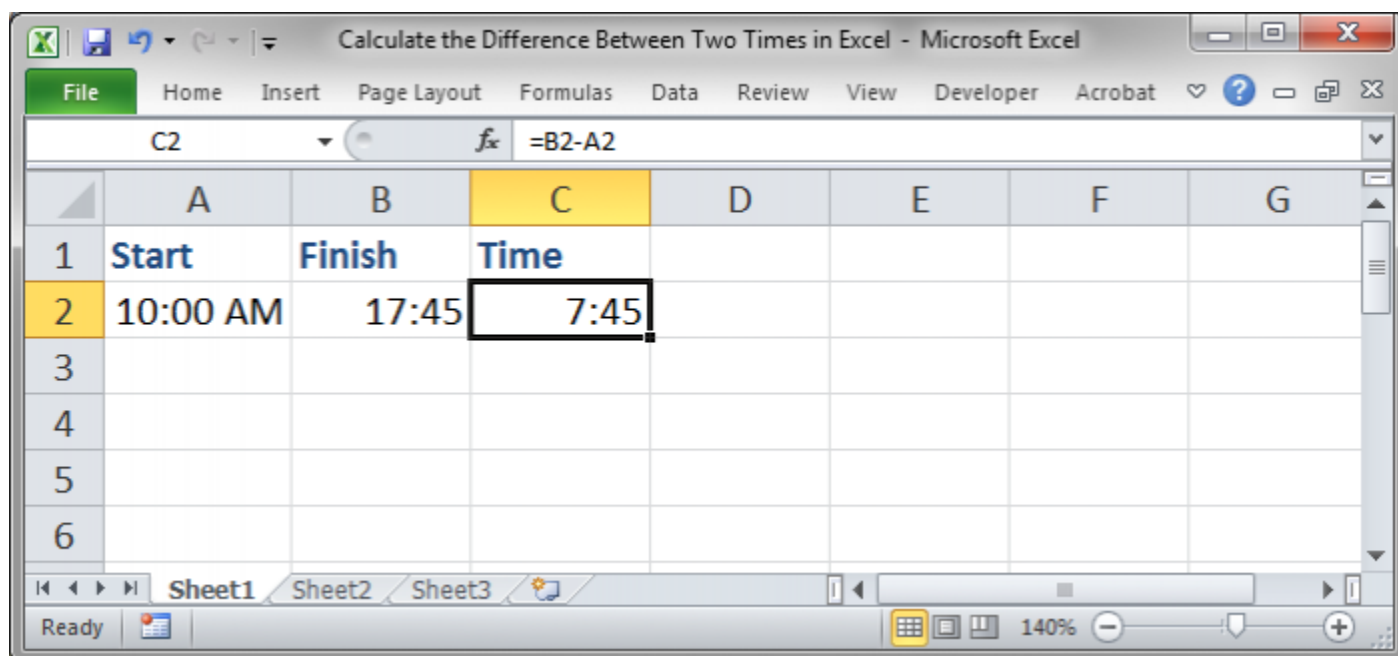 Calculate the Difference Between Two Times in Excel - Microsoft Excel
File Home Insert Page Layout Formulas Data Review View Developer Acrobat
C2 fx =B2-A2
A B C D E F G
1 Start Finish Time
2 10:00 AM 17:45 7:45
3
4
5
6
Sheet1 Sheet2 Sheet3
Ready 140%